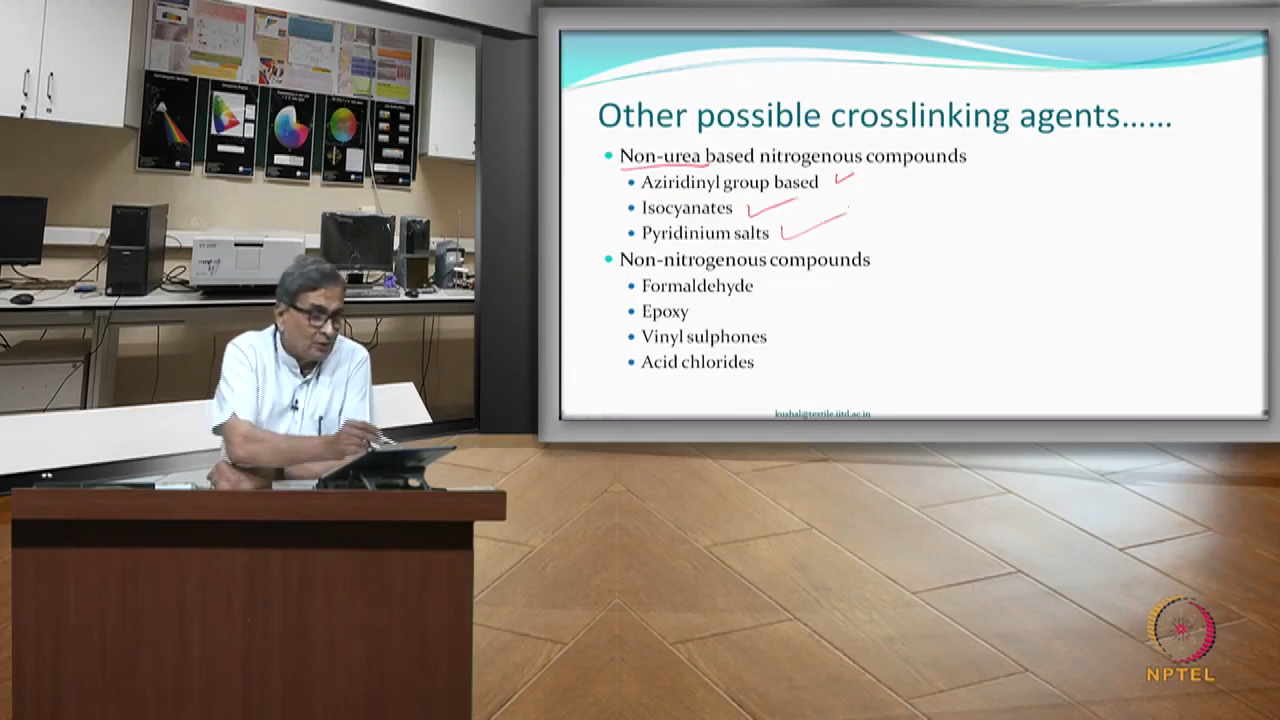 Other possible crosslinking agents……
Non-urea based nitrogenous compounds
Aziridinyl group based
Isocyanates
Pyridinium salts
Non-nitrogenous compounds
Formaldehyde
Epoxy
Vinyl sulphones
Acid chlorides
kushal@textile.iitd.ac.in
NPTEL